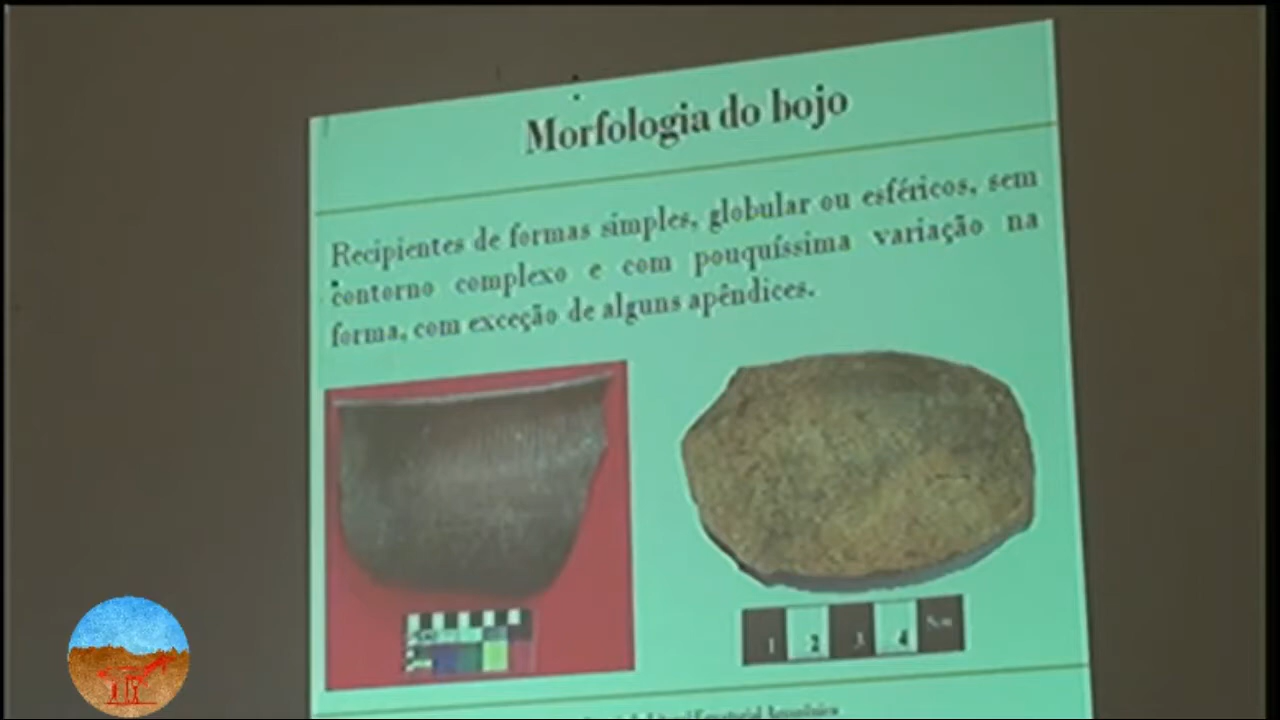 Morfologia do bojo
Recipientes de formas simples, globular ou esféricos, sem
contorno complexo e com pouquíssima variação na
forma, com exceção de alguns apêndices.
1 2 3 4